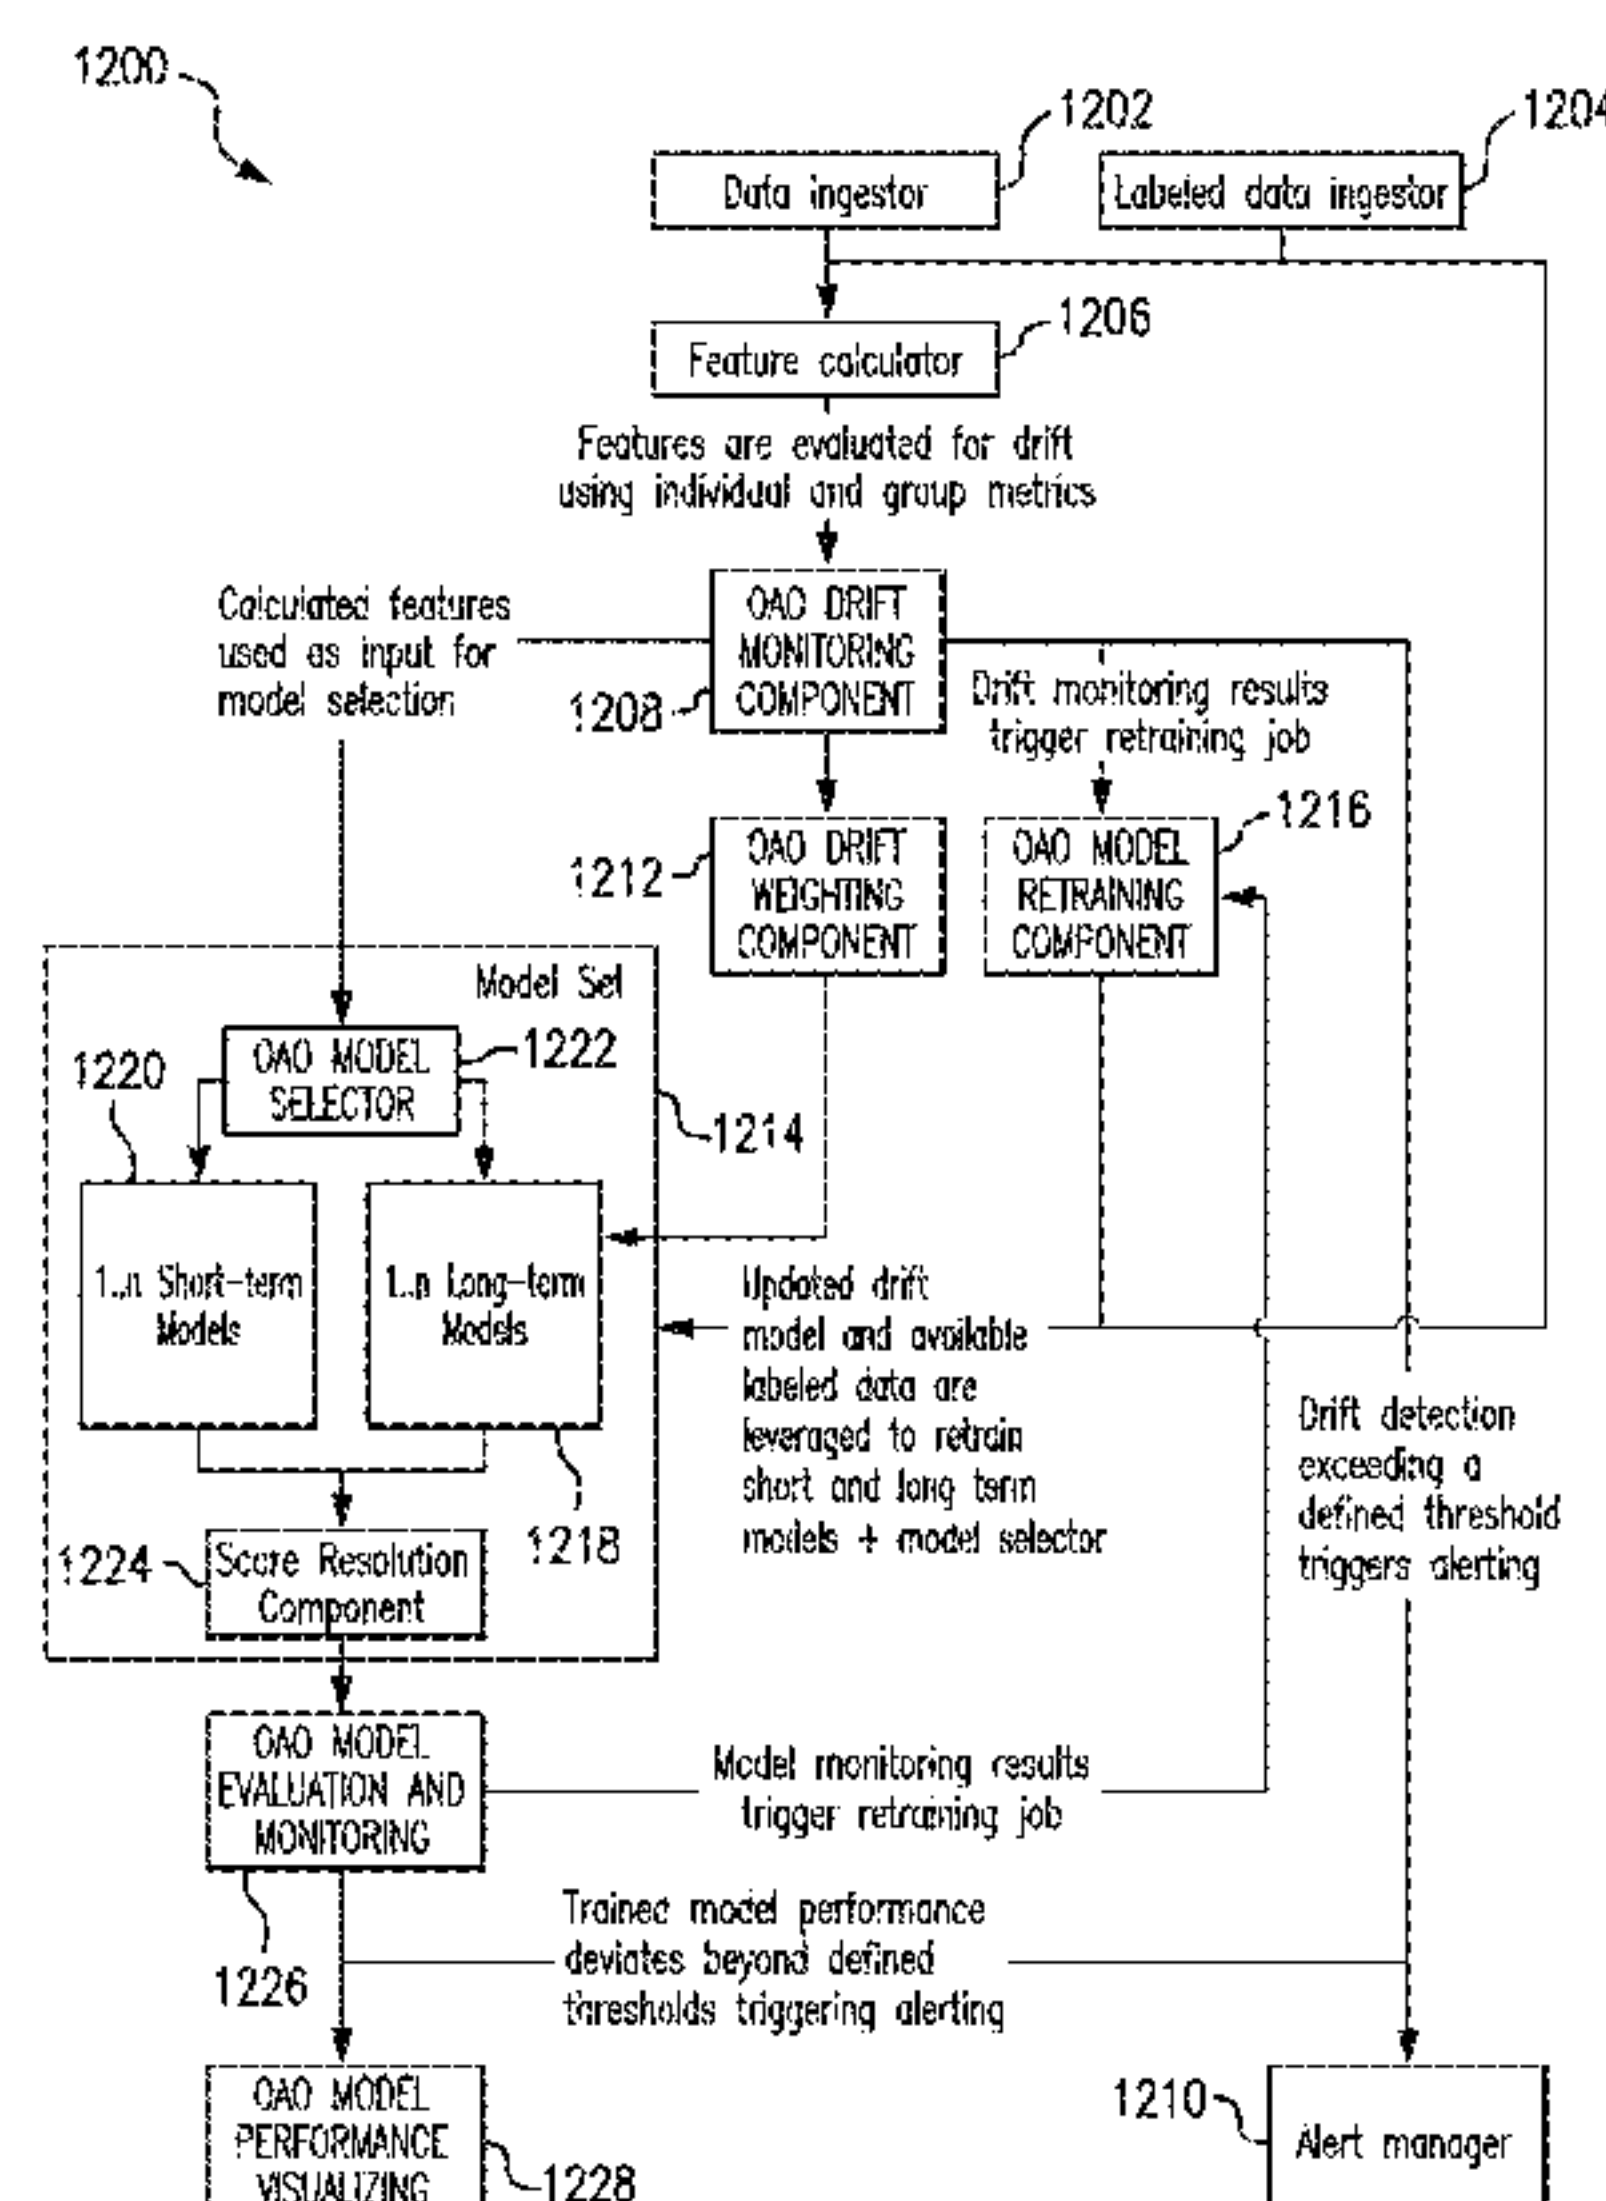 1200
1202
1204
Data ingestor
Labeled data ingestor
1206
Feature calculator
Features are evaluated for drift
using individual and group metrics
Calculated features
used as input for
model selection
OAO DRIFT
MONITORING
COMPONENT
1208
Drift monitoring results
trigger retraining job
1216
1212
OAO DRIFT
WEIGHTING
COMPONENT
OAO MODEL
RETRAINING
COMPONENT
Model Set
1220
OAO MODEL
SELECTOR
1222
1214
1..n Short-term
Models
1..n Long-term
Models
Updated drift
model and available
labeled data are
leveraged to retrain
short and long term
models + model selector
Drift detection
exceeding a
defined threshold
triggers alerting
1218
1224
Score Resolution
Component
OAO MODEL
EVALUATION AND
MONITORING
Model monitoring results
trigger retraining job
1226
Trained model performance
deviates beyond defined
thresholds triggering alerting
OAO MODEL
PERFORMANCE
VISUALIZING
1228
1210
Alert manager